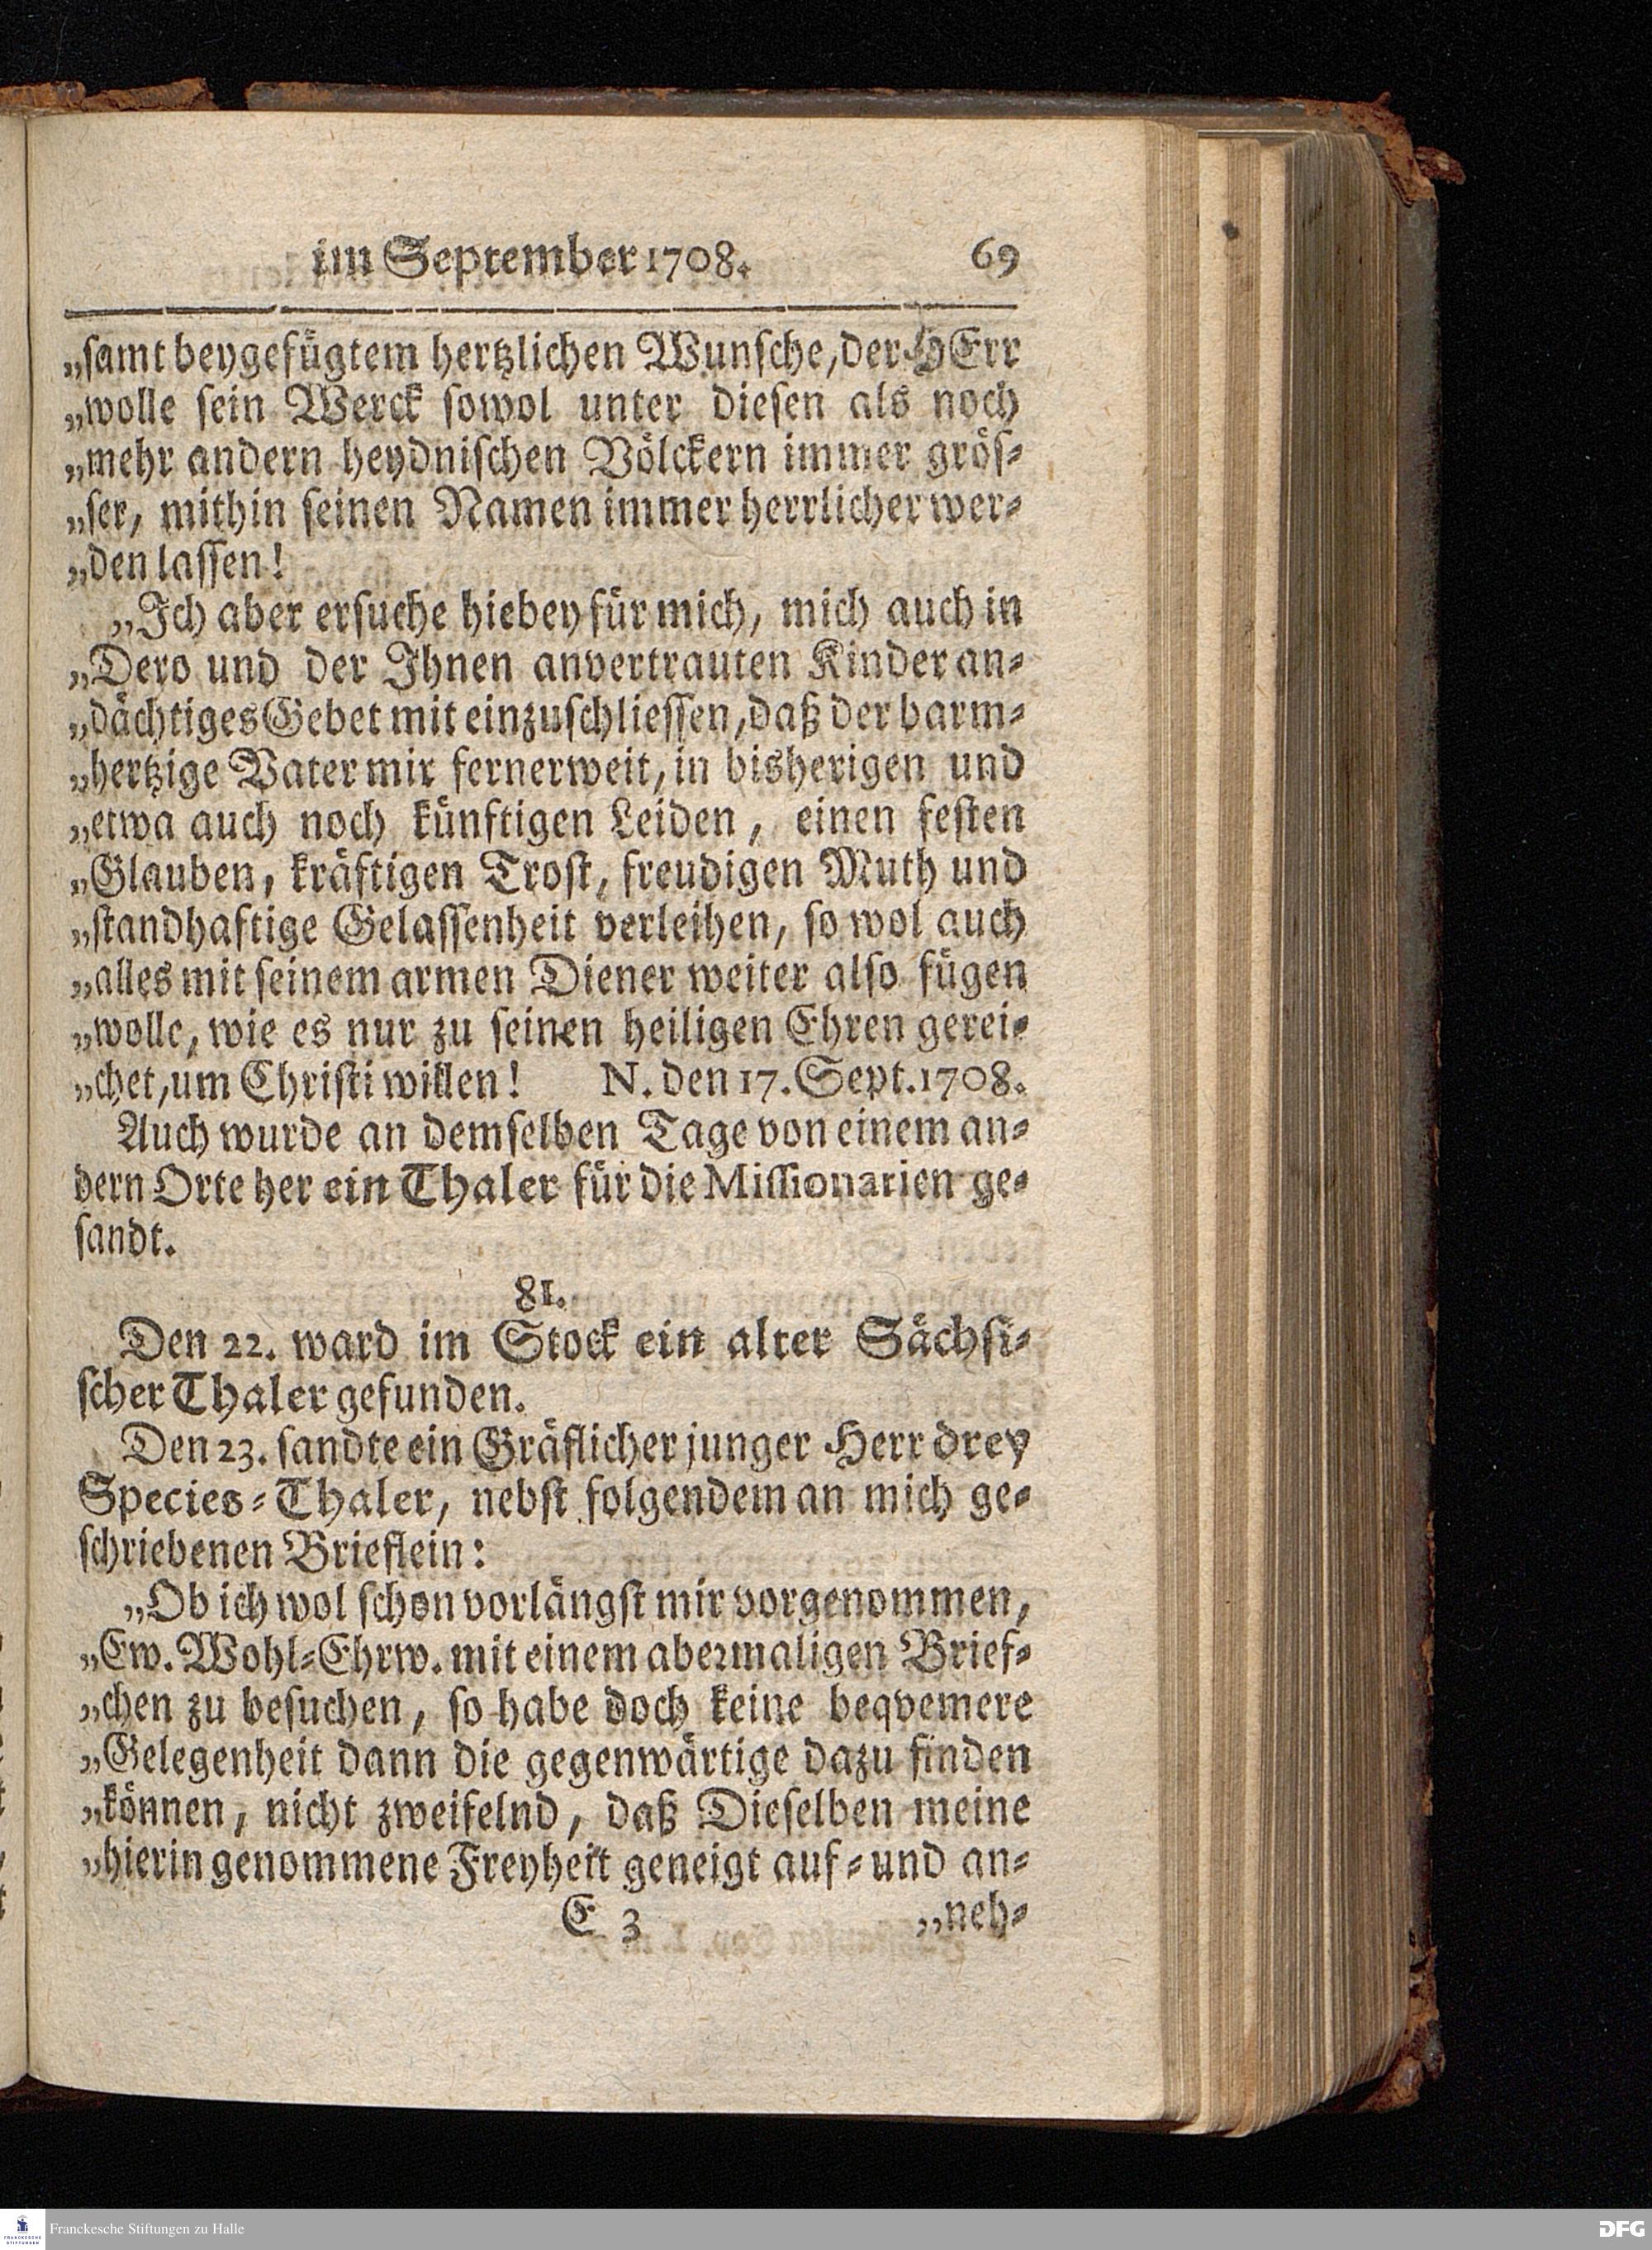 im September 1708. 69
„samt beygefügtem hertzlichen Wunsche, der HErr
„wolle sein Werck sowol unter diesen als noch
„mehr andern heydnischen Völckern immer grös-
„ser, mithin seinen Namen immer herrlicher wer-
„den lassen!
„Ich aber ersuche hiebey für mich, mich auch in
„Dero und der Ihnen anvertrauten Kinder an-
„dächtiges Gebet mit einzuschliessen, daß der barm-
„hertzige Vater mir fernerweit, in bisherigen und
„etwa auch noch künftigen Leiden, einen festen
„Glauben, kräftigen Trost, freudigen Muth und
„standhaftige Gelassenheit verleihen, so wol auch
„alles mit seinem armen Diener weiter also fügen
„wolle, wie es nur zu seinen heiligen Ehren gerei-
„chet, um Christi willen! N. den 17. Sept. 1708.
Auch wurde an demselben Tage von einem an-
dern Orte her ein Thaler für die Missionarien ge-
sandt.
81.
Den 22. ward im Stock ein alter Sächsi-
scher Thaler gefunden.
Den 23. sandte ein Gräflicher junger Herr drey
Species-Thaler, nebst folgendem an mich ge-
schriebenen Brieflein:
„Ob ich wol schon vorlängst mir vorgenommen,
„Ew. Wohl-Ehrw. mit einem abermaligen Brief-
„chen zu besuchen, so habe doch keine beqvemere
„Gelegenheit dann die gegenwärtige dazu finden
„können, nicht zweifelnd, daß Dieselben meine
„hierin genommene Freyheit geneigt auf- und an-
E 3 „neh-
Franckesche Stiftungen zu Halle
FRANCKESCHE
STIFTUNGEN
DFG